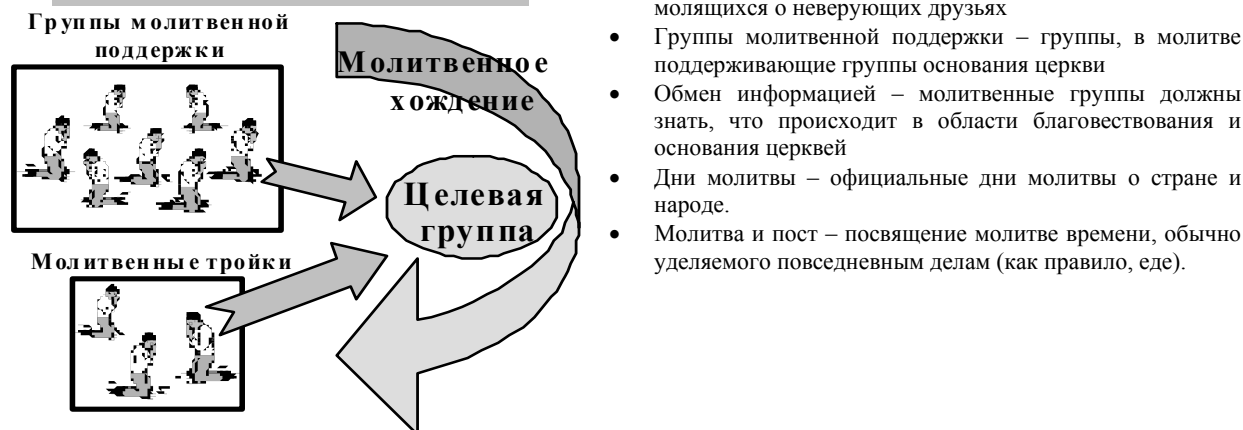 Группы молитвенной
поддержки
Молитвенное
хождение
Целевая
группа
Молитвенные тройки
молящихся о неверующих друзьях
• Группы молитвенной поддержки – группы, в молитве
поддерживающие группы основания церкви
• Обмен информацией – молитвенные группы должны
знать, что происходит в области благовествования и
основания церквей
• Дни молитвы – официальные дни молитвы о стране и
народе.
• Молитва и пост – посвящение молитве времени, обычно
уделяемого повседневным делам (как правило, еде).